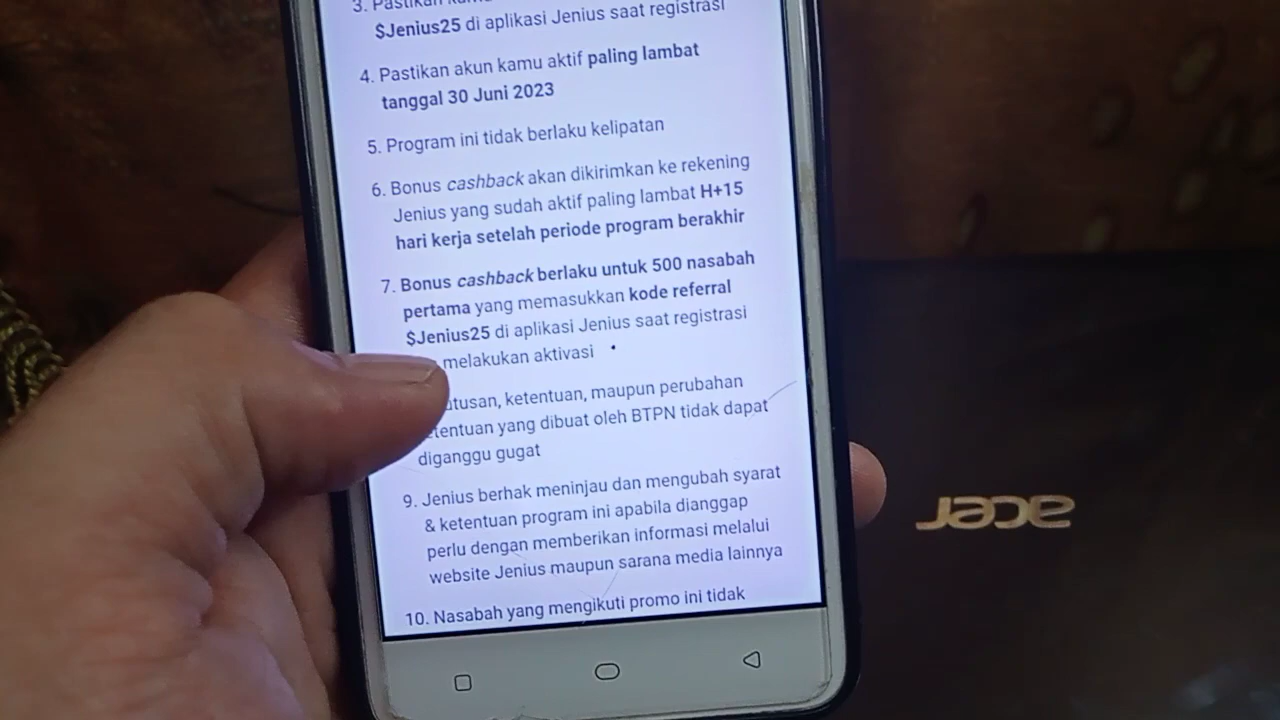 3. Pastikan
$Jenius25 di aplikasi Jenius saat registrasi
4. Pastikan akun kamu aktif paling lambat
tanggal 30 Juni 2023
5. Program ini tidak berlaku kelipatan
6. Bonus cashback akan dikirimkan ke rekening
Jenius yang sudah aktif paling lambat H+15
hari kerja setelah periode program berakhir
7. Bonus cashback berlaku untuk 500 nasabah
pertama yang memasukkan kode referral
$Jenius25 di aplikasi Jenius saat registrasi
melakukan aktivasi
utusan, ketentuan, maupun perubahan
tentuan yang dibuat oleh BTPN tidak dapat
diganggu gugat
9. Jenius berhak meninjau dan mengubah syarat
& ketentuan program ini apabila dianggap
perlu dengan memberikan informasi melalui
website Jenius maupun sarana media lainnya
10. Nasabah yang mengikuti promo ini tidak
acer